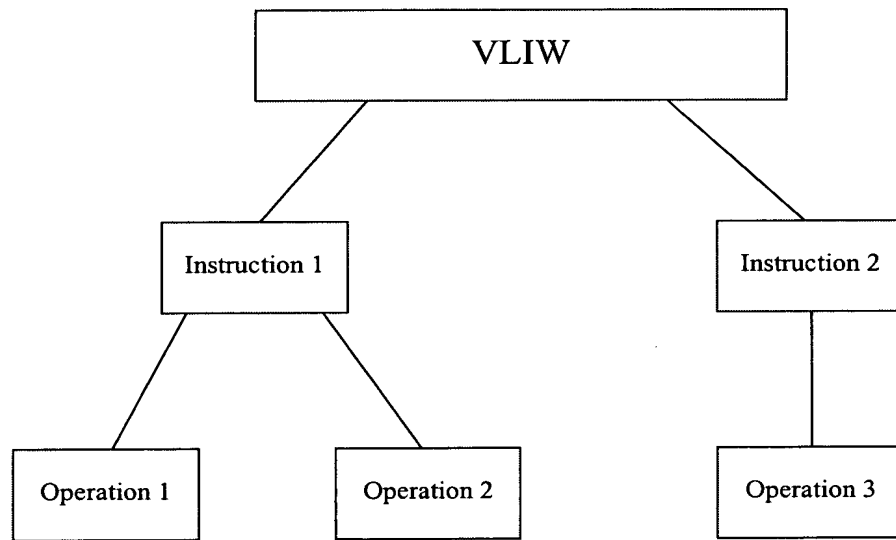 VLIW
Instruction 1
Instruction 2
Operation 1
Operation 2
Operation 3